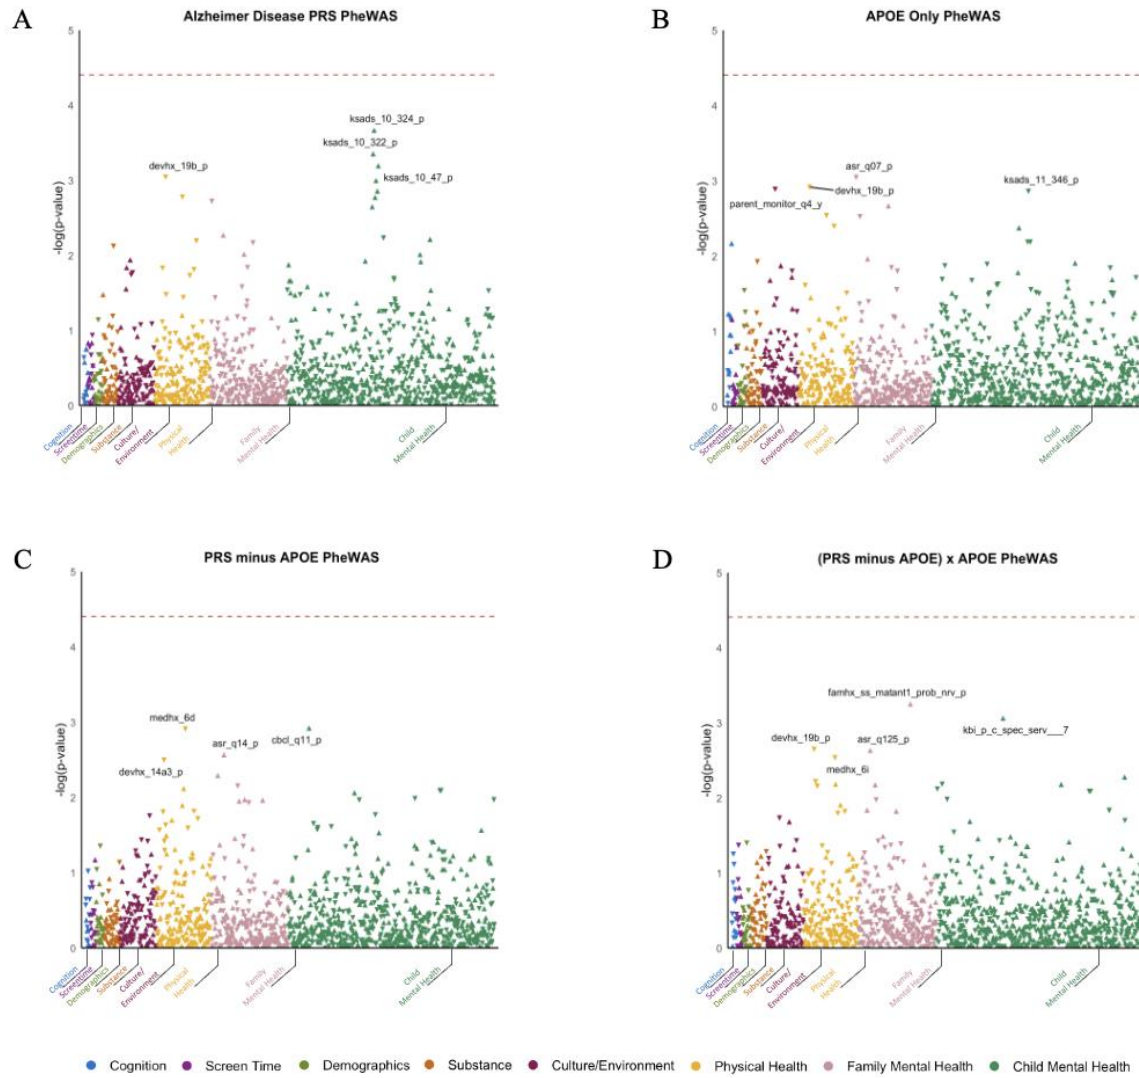 A
Alzheimer Disease PRS PheWAS
5
4
3
2
1
0
-log(p-value)
ksads_10_324_p
ksads_10_322_p
devhx_19b_p
ksads_10_47_p
Cognition
Screentime
Demographics
Substance
Culture/
Environment
Physical
Health
Family
Mental Health
Child
Mental Health
B
APOE Only PheWAS
5
4
3
2
1
0
-log(p-value)
asr_q07_p
ksads_11_346_p
devhx_19b_p
parent_monitor_q4_y
Cognition
Screentime
Demographics
Substance
Culture/
Environment
Physical
Health
Family
Mental Health
Child
Mental Health
C
PRS minus APOE PheWAS
5
4
3
2
1
0
-log(p-value)
medhx_6d
asr_q14_p
cbcl_q11_p
devhx_14a3_p
Cognition
Screentime
Demographics
Substance
Culture/
Environment
Physical
Health
Family
Mental Health
Child
Mental Health
D
(PRS minus APOE) x APOE PheWAS
5
4
3
2
1
0
-log(p-value)
famhx_ss_matant1_prob_nrv_p
kbi_p_c_spec_serv___7
devhx_19b_p
asr_q125_p
medhx_6i
Cognition
Screentime
Demographics
Substance
Culture/
Environment
Physical
Health
Family
Mental Health
Child
Mental Health
Cognition
Screen Time
Demographics
Substance
Culture/Environment
Physical Health
Family Mental Health
Child Mental Health